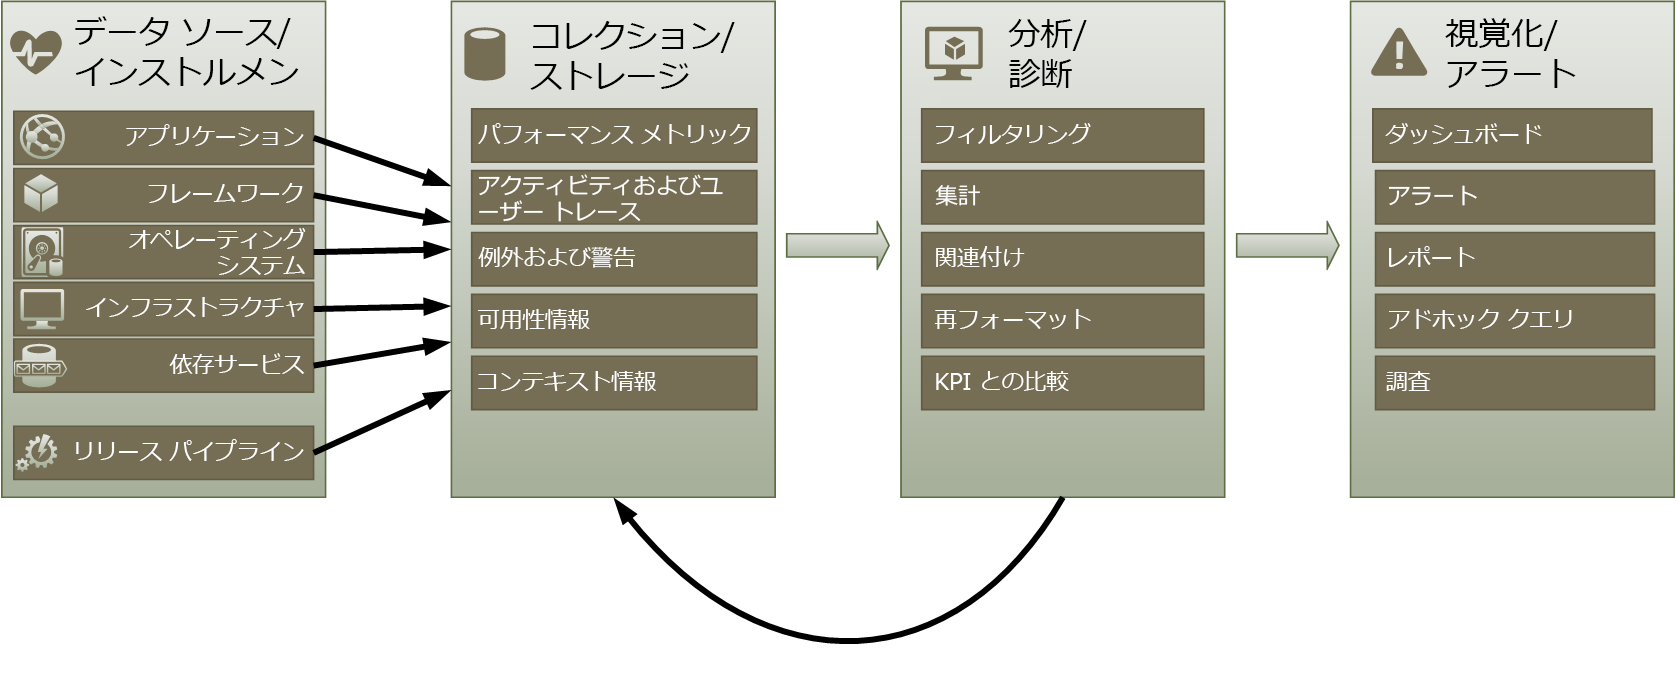 データ ソース/
インストルメン
アプリケーション
フレームワーク
オペレーティング
システム
インフラストラクチャ
依存サービス
リリース パイプライン
コレクション/
ストレージ
パフォーマンス メトリック
アクティビティおよびユ
ーザー トレース
例外および警告
可用性情報
コンテキスト情報
分析/
診断
フィルタリング
集計
関連付け
再フォーマット
KPI との比較
視覚化/
アラート
ダッシュボード
アラート
レポート
アドホック クエリ
調査